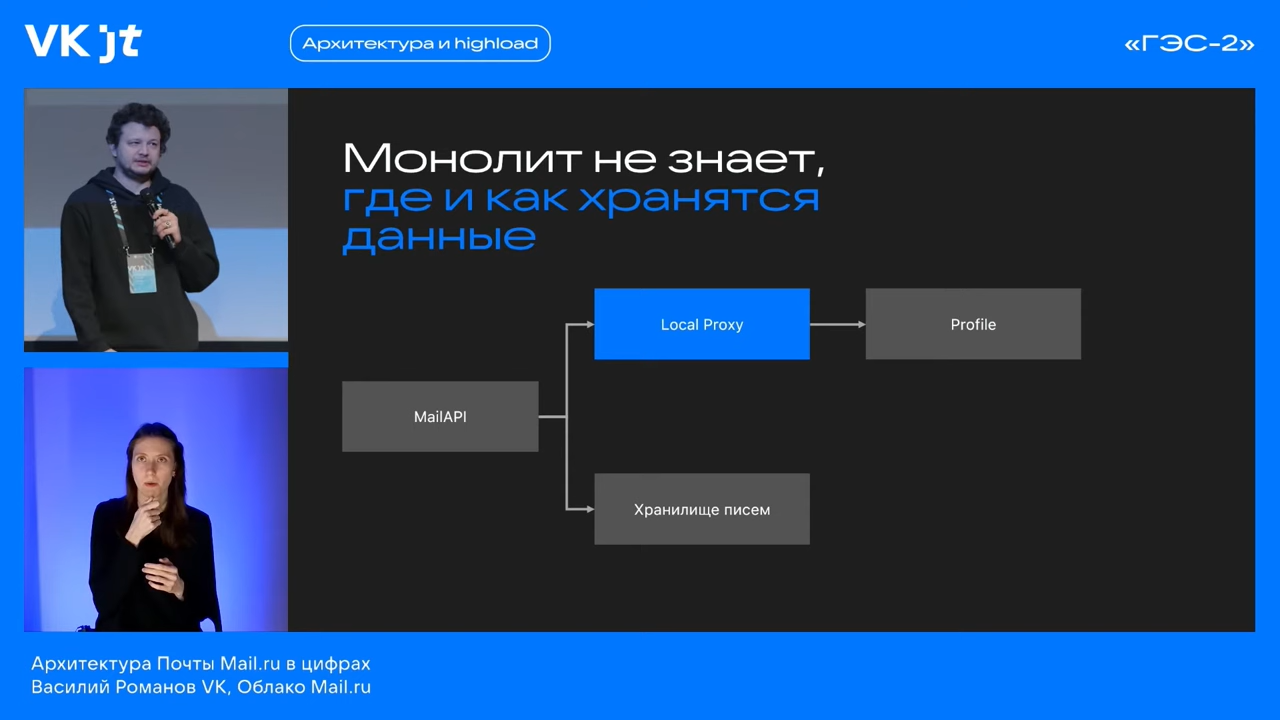 VK jt
Архитектура и highload
«ГЭС-2»
Монолит не знает,
где и как хранятся
данные
Local Proxy
Profile
MailAPI
Хранилище писем
Архитектура Почты Mail.ru в цифрах
Василий Романов VK, Облако Mail.ru